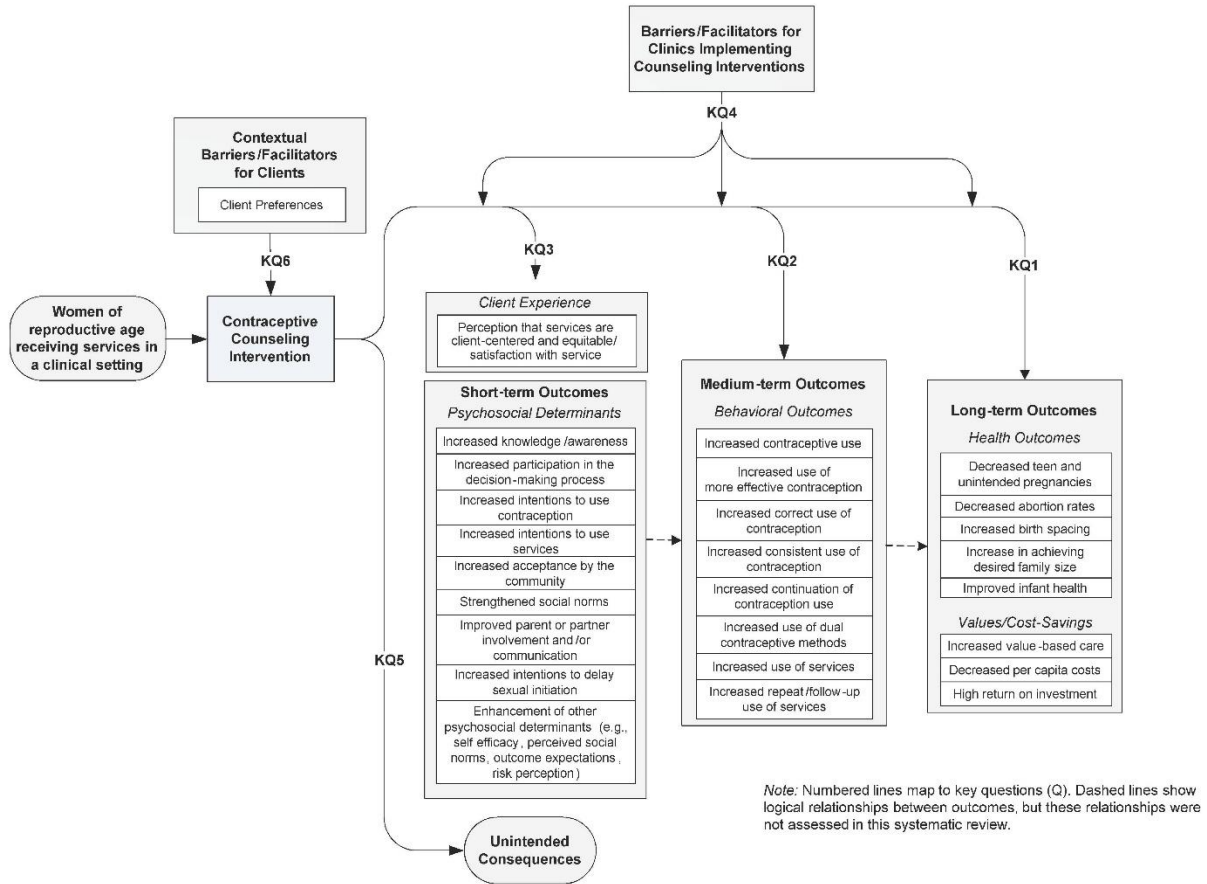 Barriers/Facilitators for
Clinics Implementing
Counseling Interventions
KQ4
Contextual
Barriers/Facilitators
for Clients
Client Preferences
KQ6
KQ3
KQ2
KQ1
Women of
reproductive age
receiving services in
a clinical setting
Contraceptive
Counseling
Intervention
Client Experience
Perception that services are
client-centered and equitable/
satisfaction with service
Short-term Outcomes
Psychosocial Determinants
Increased knowledge/awareness
Increased participation in the
decision-making process
Increased intentions to use
contraception
Increased intentions to use
services
Increased acceptance by the
community
Strengthened social norms
Improved parent or partner
involvement and/or
communication
Increased intentions to delay
sexual initiation
Enhancement of other
psychosocial determinants (e.g.,
self efficacy, perceived social
norms, outcome expectations,
risk perception)
Medium-term Outcomes
Behavioral Outcomes
Increased contraceptive use
Increased use of
more effective contraception
Increased correct use of
contraception
Increased consistent use of
contraception
Increased continuation of
contraception use
Increased use of dual
contraceptive methods
Increased use of services
Increased repeat/follow-up
use of services
Long-term Outcomes
Health Outcomes
Decreased teen and
unintended pregnancies
Decreased abortion rates
Increased birth spacing
Increase in achieving
desired family size
Improved infant health
Values/Cost-Savings
Increased value-based care
Decreased per capita costs
High return on investment
KQ5
Unintended
Consequences
Note: Numbered lines map to key questions (Q). Dashed lines show
logical relationships between outcomes, but these relationships were
not assessed in this systematic review.